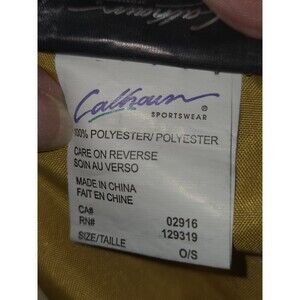 Calhoun
Calhoun
®
SPORTSWEAR
100% POLYESTER/ POLYESTER
CARE ON REVERSE
SOIN AU VERSO
MADE IN CHINA
FAIT EN CHINE
CA# 02916
RN# 129319
SIZE/TAILLE O/S